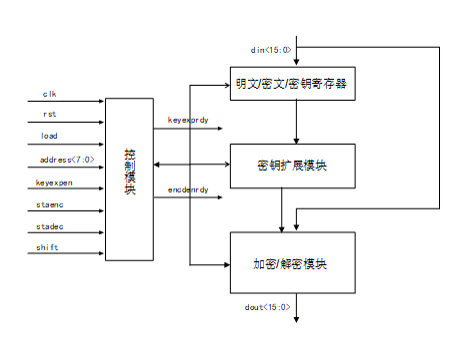 din<15:0>
明文/密文/密钥寄存器
clk
rst
load
address<7:0>
keyexpen
staenc
stadec
shift
控制模块
keyexprdy
encdenrdy
密钥扩展模块
加密/解密模块
dout<15:0>